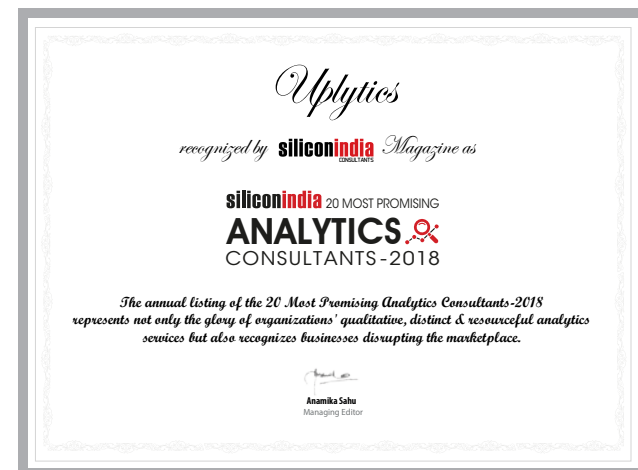 Uplytics
recognized by siliconindia CONSULTANTS Magazine as
siliconindia 20 MOST PROMISING
ANALYTICS
CONSULTANTS-2018
The annual listing of the 20 Most Promising Analytics Consultants-2018
represents not only the glory of organizations' qualitative, distinct & resourceful analytics
services but also recognizes businesses disrupting the marketplace.
Anamika Sahu
Managing Editor